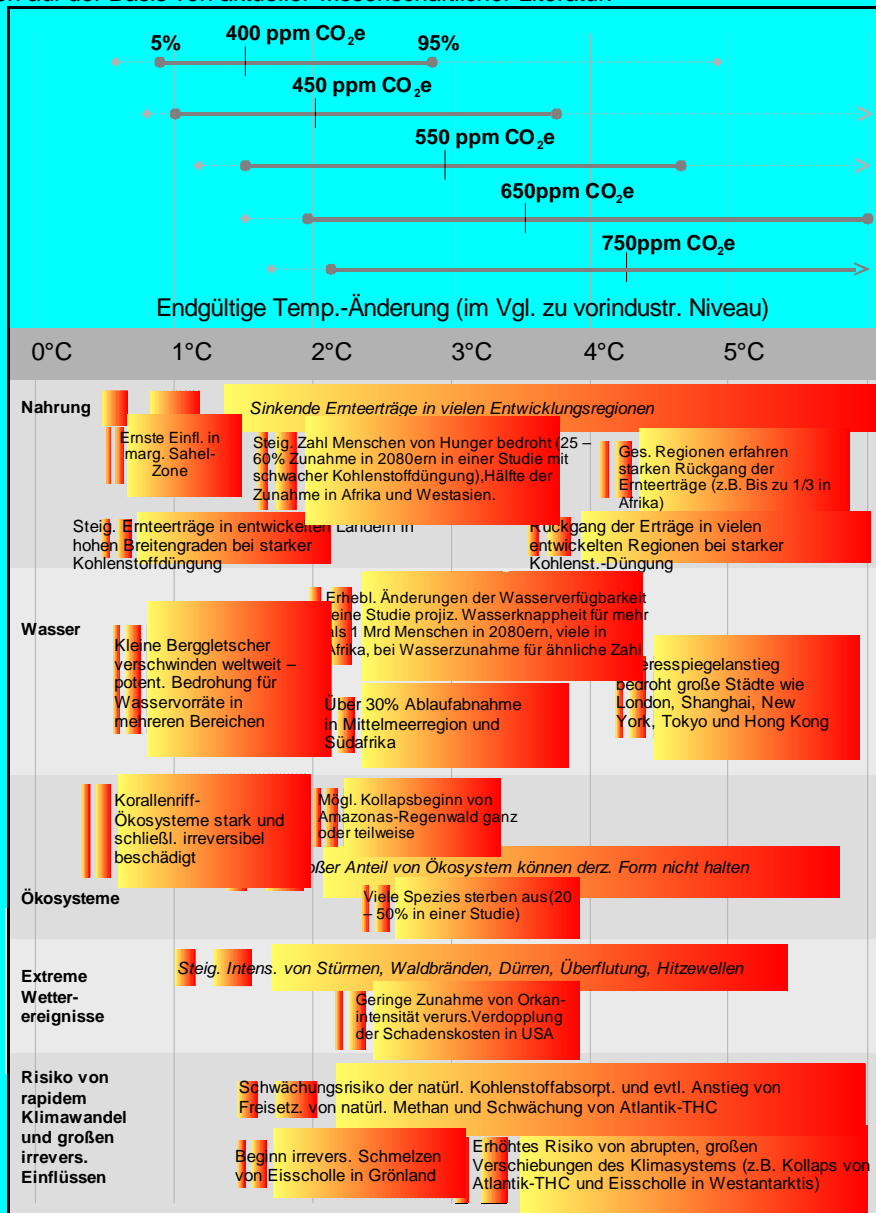 en auf der Basis von aktueller wissenschaftlicher Literatur.
5%
400 ppm CO₂e
95%
450 ppm CO₂e
550 ppm CO₂e
650ppm CO₂e
750ppm CO₂e
Endgültige Temp.-Änderung (im Vgl. zu vorindustr. Niveau)
0°C 1°C 2°C 3°C 4°C 5°C
Nahrung
Sinkende Ernteerträge in vielen Entwicklungsregionen
Ernste Einfl. in
marg. Sahel-
Zone
Steig. Zahl Menschen von Hunger bedroht (25 –
60% Zunahme in 2080ern in einer Studie mit
schwacher Kohlenstoffdüngung),Hälfte der
Zunahme in Afrika und Westasien.
Ges. Regionen erfahren
starken Rückgang der
Ernteerträge (z.B. Bis zu 1/3 in
Afrika)
Steig. Ernteerträge in entwickelten Ländern in
hohen Breitengraden bei starker
Kohlenstoffdüngung
Rückgang der Erträge in vielen
entwickelten Regionen bei starker
Kohlenst.-Düngung
Wasser
Kleine Berggletscher
verschwinden weltweit –
potent. Bedrohung für
Wasservorräte in
mehreren Bereichen
Erhebl. Änderungen der Wasserverfügbarkeit
eine Studie projiz. Wasserknappheit für mehr
als 1 Mrd Menschen in 2080ern, viele in
Afrika, bei Wasserzunahme für ähnliche Zahl
Über 30% Ablaufabnahme
in Mittelmeerregion und
Südafrika
eresspiegelanstieg
bedroht große Städte wie
London, Shanghai, New
York, Tokyo und Hong Kong
Ökosysteme
Korallenriff-
Ökosysteme stark und
schließl. irreversibel
beschädigt
Mögl. Kollapsbeginn von
Amazonas-Regenwald ganz
oder teilweise
oßer Anteil von Ökosystem können derz. Form nicht halten
Viele Spezies sterben aus(20
– 50% in einer Studie)
Extreme
Wetter-
ereignisse
Steig. Intens. von Stürmen, Waldbränden, Dürren, Überflutung, Hitzewellen
Geringe Zunahme von Orkan-
intensität verurs.Verdopplung
der Schadenskosten in USA
Risiko von
rapidem
Klimawandel
und großen
irrevers.
Einflüssen
Schwächungsrisiko der natürl. Kohlenstoffabsorpt. und evtl. Anstieg von
Freisetz. von natürl. Methan und Schwächung von Atlantik-THC
Beginn irrevers. Schmelzen
von Eisscholle in Grönland
Erhöhtes Risiko von abrupten, großen
Verschiebungen des Klimasystems (z.B. Kollaps von
Atlantik-THC und Eisscholle in Westantarktis)